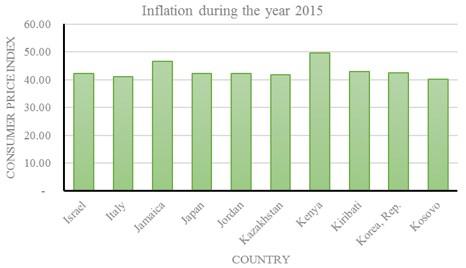 Inflation during the year 2015
CONSUMER PRICE INDEX
60.00
50.00
40.00
30.00
20.00
10.00
-
Israel
Italy
Jamaica
Japan
Jordan
Kazakhstan
Kenya
Kiribati
Korea, Rep.
Kosovo
COUNTRY